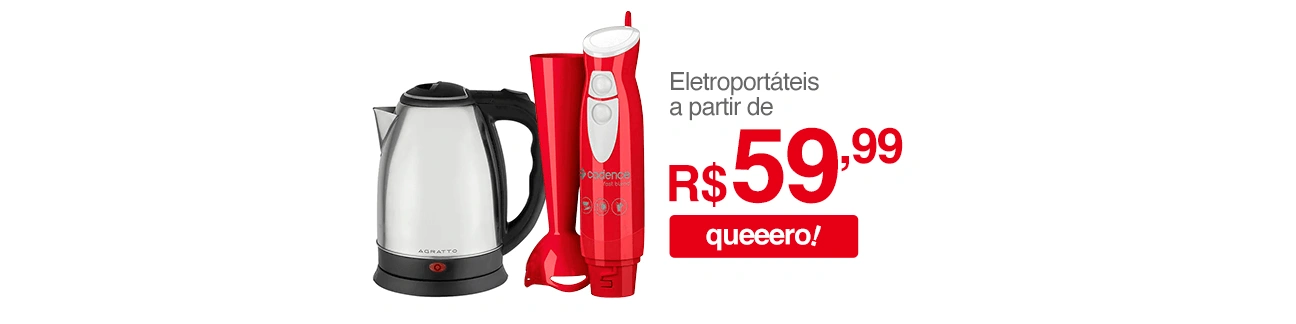 Eletroportáteis
a partir de
R$59,99
queeero!
cadence
AGRATTO